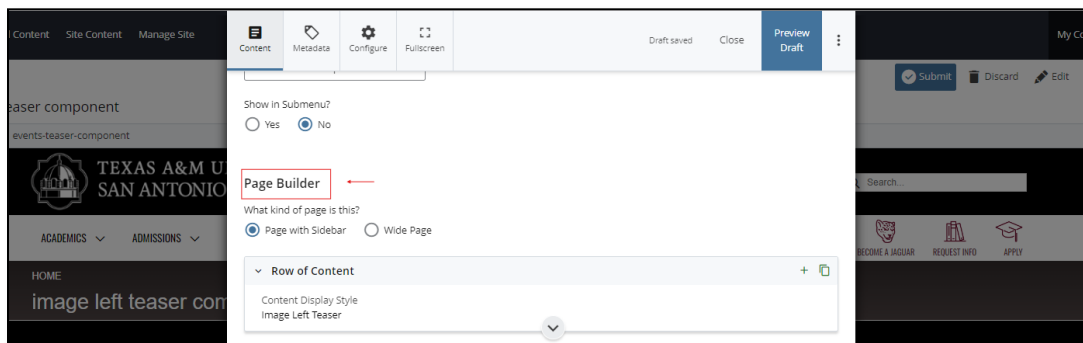 l Content Site Content Manage Site
Content Metadata Configure Fullscreen
Draft saved Close Preview Draft
My Co
Submit Discard Edit
easer component
Show in Submenu?
Yes No
events-teaser-component
TEXAS A&M U
SAN ANTONIO
Search...
Page Builder
What kind of page is this?
Page with Sidebar Wide Page
ACADEMICS ADMISSIONS
BECOME A JAGUAR REQUEST INFO APPLY
Row of Content
HOME
image left teaser com
Content Display Style
Image Left Teaser